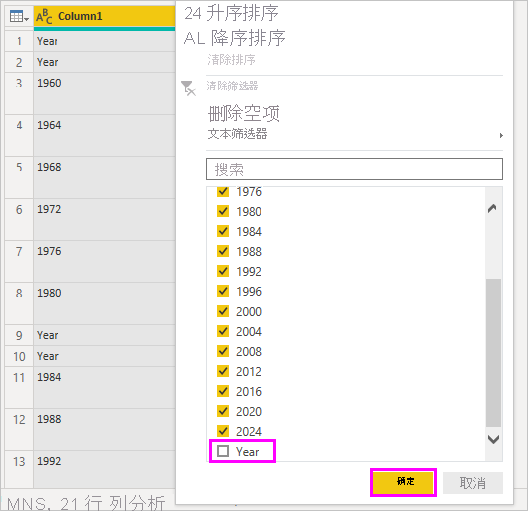 ABC Column1
1 Year
2 Year
3 1960
4 1964
5 1968
6 1972
7 1976
8 1980
9 Year
10 Year
11 1984
12 1988
13 1992
MNS, 21 行 列分析
24 升序排序
AL 降序排序
清除排序
清除筛选器
删除空项
文本筛选器
搜索
1976
1980
1984
1988
1992
1996
2000
2004
2008
2012
2016
2020
2024
Year
確定
取消